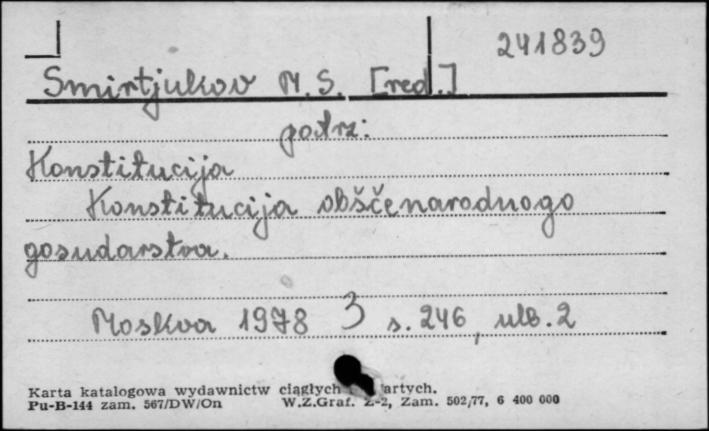 241839
Smirtjukov M. S. [red.]
patrz:
Konstitucija
Konstitucija obščenarodnogo
gosudarstva.
Moskva 1978 3 s. 246, ulb. 2
Karta katalogowa wydawnictw ciągłych artych.
Pu-B-144 zam. 567/DW/On W.Z.Graf. Z-2, Zam. 502/77, 6 400 000